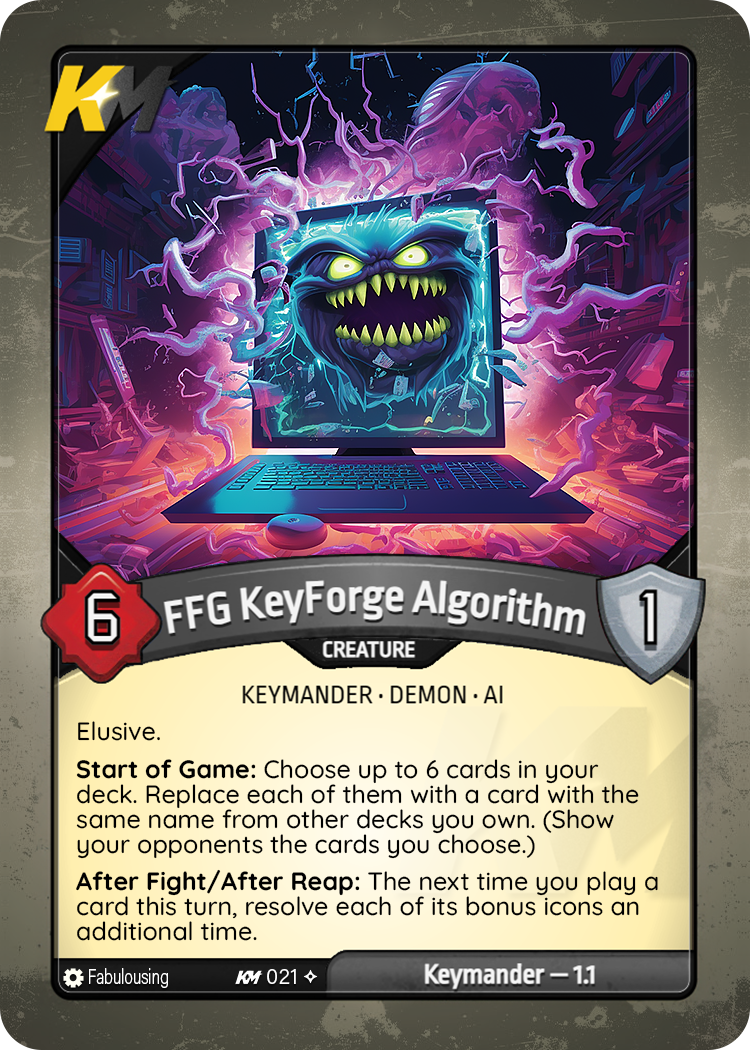 KM
6
FFG KeyForge Algorithm
1
CREATURE
KEYMANDER • DEMON • AI
Elusive.
Start of Game: Choose up to 6 cards in your
deck. Replace each of them with a card with the
same name from other decks you own. (Show
your opponents the cards you choose.)
After Fight/After Reap: The next time you play a
card this turn, resolve each of its bonus icons an
additional time.
Fabulousing
KM 021
Keymander — 1.1